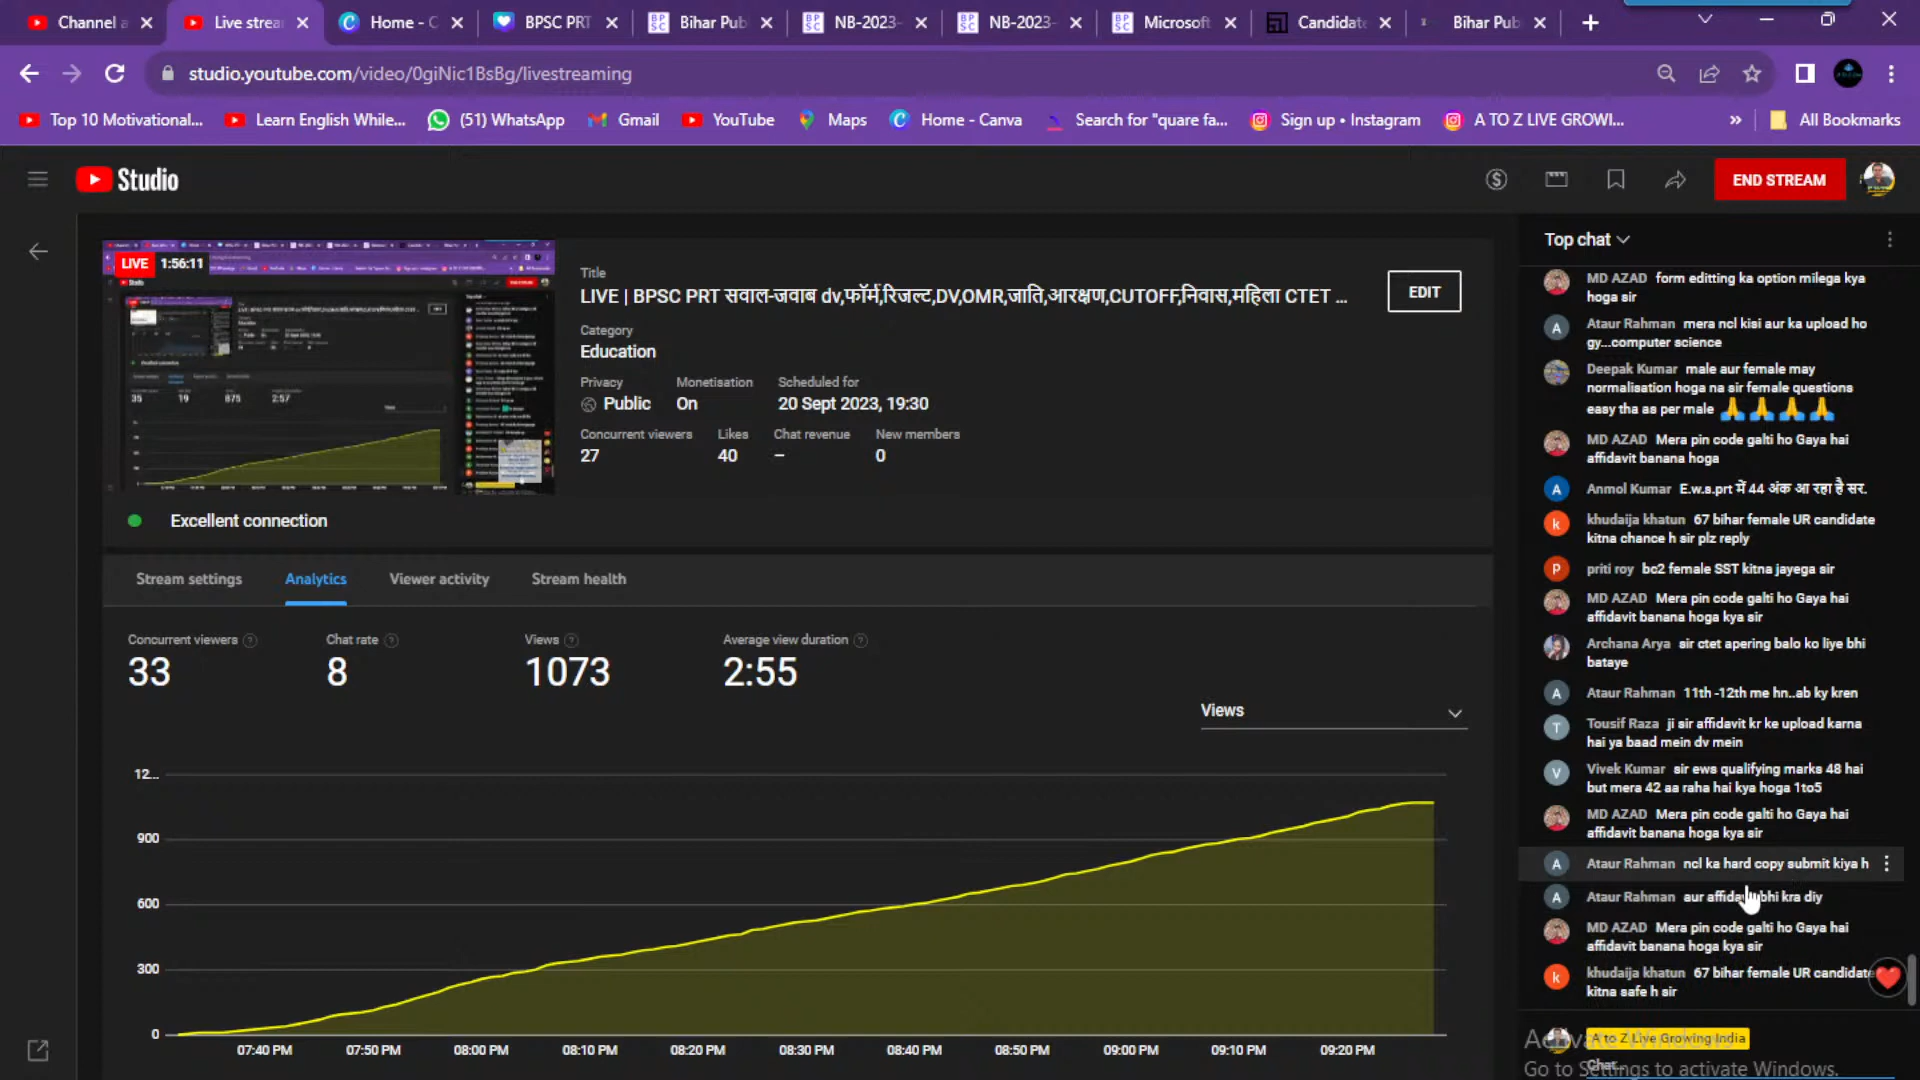 Channel a
Live strea
Home - C
BPSC PRT
Bihar Pub
NB-2023-
NB-2023-
Microsoft
Candidate
Bihar Pub
studio.youtube.com/video/0giNic1BsBg/livestreaming
Top 10 Motivational...
Learn English While...
(51) WhatsApp
Gmail
YouTube
Maps
Home - Canva
Search for "quare fa...
Sign up • Instagram
A TO Z LIVE GROWI...
»
All Bookmarks
Studio
END STREAM
LIVE 1:56:11
Title
LIVE | BPSC PRT सवाल-जवाब dv,फॉर्म,रिजल्ट,DV,OMR,जाति,आरक्षण,CUTOFF,निवास,महिला CTET ...
EDIT
Category
Education
Privacy
Monetisation
Scheduled for
Public
On
20 Sept 2023, 19:30
Concurrent viewers
Likes
Chat revenue
New members
27
40
–
0
Excellent connection
Stream settings
Analytics
Viewer activity
Stream health
Concurrent viewers
Chat rate
Views
Average view duration
33
8
1073
2:55
Views
12...
900
600
300
0
07:40 PM
07:50 PM
08:00 PM
08:10 PM
08:20 PM
08:30 PM
08:40 PM
08:50 PM
09:00 PM
09:10 PM
09:20 PM
Top chat
MD AZAD form editting ka option milega kya
hoga sir
Ataur Rahman mera ncl kisi aur ka upload ho
gy...computer science
Deepak Kumar male aur female may
normalisation hoga na sir female questions
easy tha as per male
MD AZAD Mera pin code galti ho Gaya hai
affidavit banana hoga
Anmol Kumar E.w.s.prt में 44 अंक आ रहा है सर.
khudaija khatun 67 bihar female UR candidate
kitna chance h sir plz reply
priti roy bc2 female SST kitna jayega sir
MD AZAD Mera pin code galti ho Gaya hai
affidavit banana hoga kya sir
Archana Arya sir ctet apering balo ko liye bhi
bataye
Ataur Rahman 11th -12th me hn..ab ky kren
Tousif Raza ji sir affidavit kr ke upload karna
hai ya baad mein dv mein
Vivek Kumar sir ews qualifying marks 48 hai
but mera 42 aa raha hai kya hoga 1to5
MD AZAD Mera pin code galti ho Gaya hai
affidavit banana hoga kya sir
Ataur Rahman ncl ka hard copy submit kiya h
Ataur Rahman aur bhi kra diy
MD AZAD Mera pin code galti ho Gaya hai
affidavit banana hoga kya sir
khudaija khatun 67 bihar female UR candidate
kitna safe h sir
A to Z Live Growing India
Chat...
Activate Windows
Go to Settings to activate Windows.